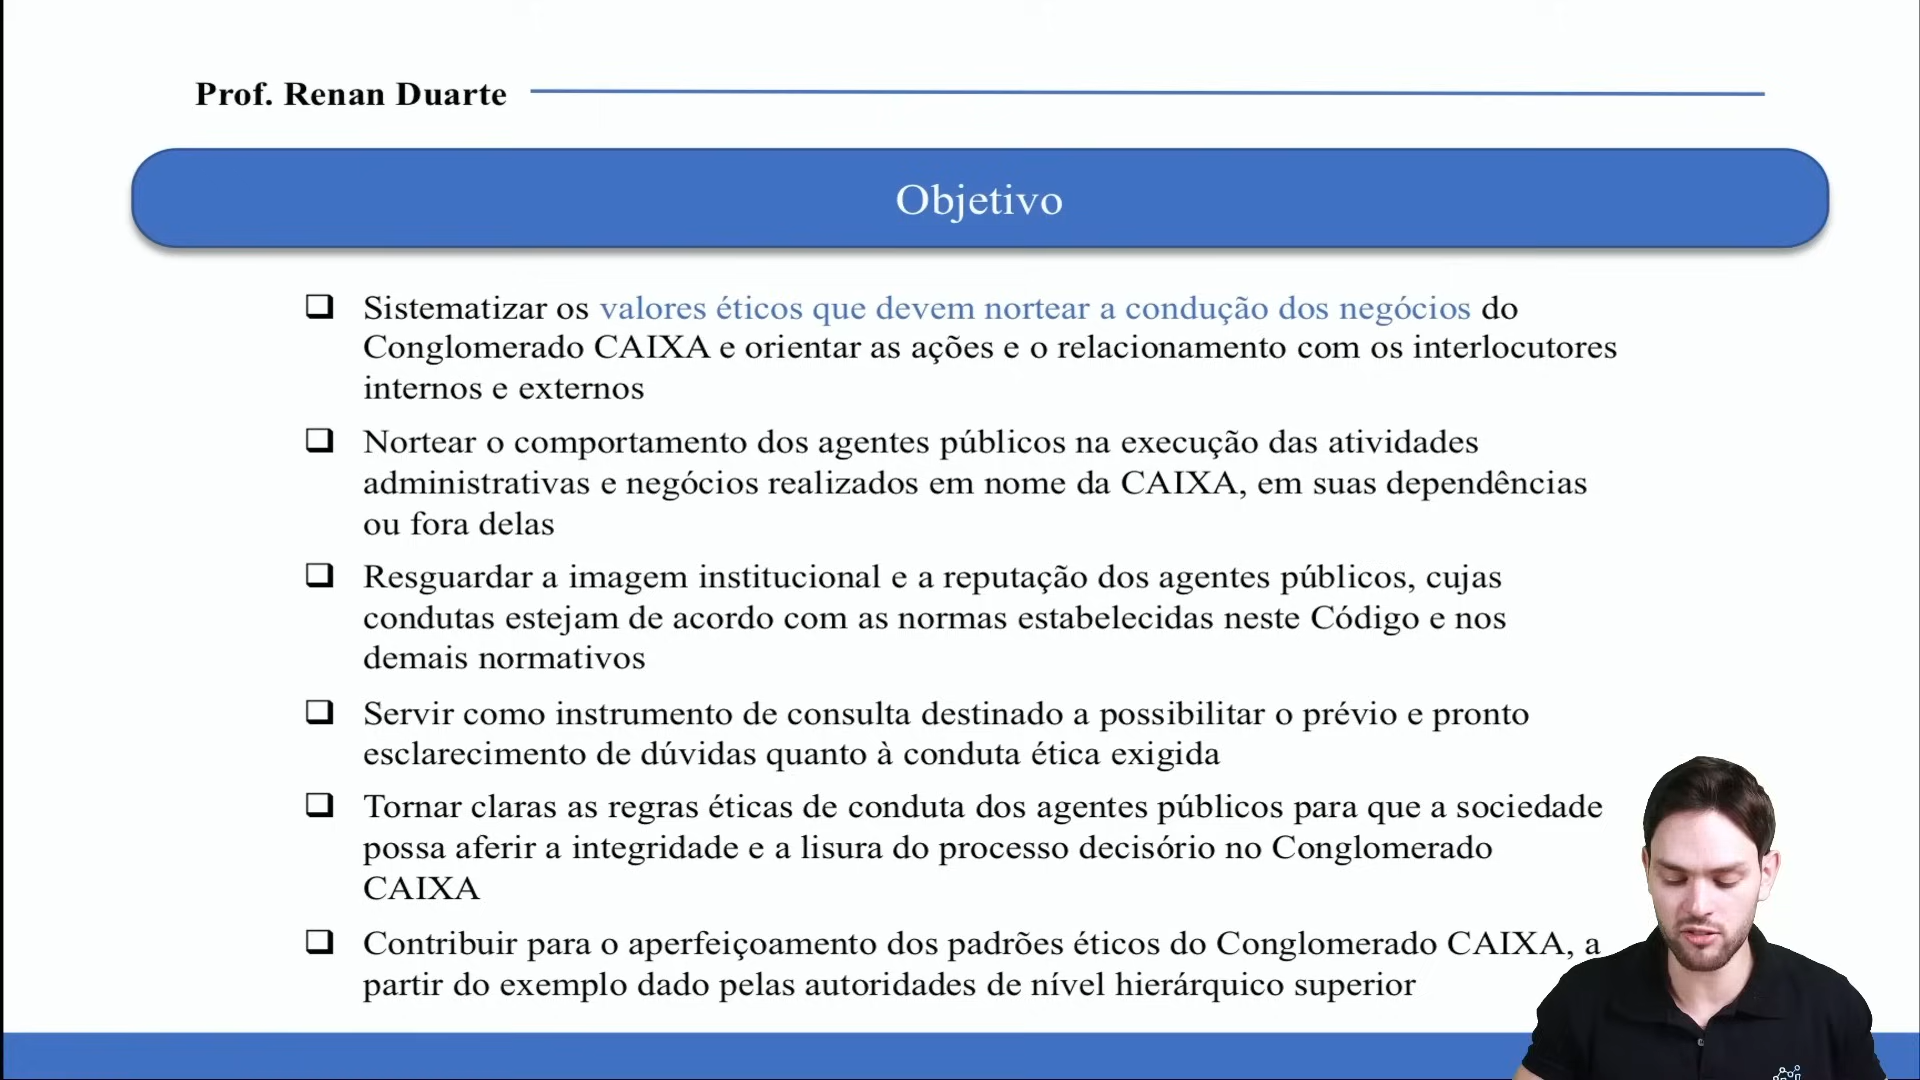 Prof. Renan Duarte
Objetivo
Sistematizar os valores éticos que devem nortear a condução dos negócios do
Conglomerado CAIXA e orientar as ações e o relacionamento com os interlocutores
internos e externos
Nortear o comportamento dos agentes públicos na execução das atividades
administrativas e negócios realizados em nome da CAIXA, em suas dependências
ou fora delas
Resguardar a imagem institucional e a reputação dos agentes públicos, cujas
condutas estejam de acordo com as normas estabelecidas neste Código e nos
demais normativos
Servir como instrumento de consulta destinado a possibilitar o prévio e pronto
esclarecimento de dúvidas quanto à conduta ética exigida
Tornar claras as regras éticas de conduta dos agentes públicos para que a sociedade
possa aferir a integridade e a lisura do processo decisório no Conglomerado
CAIXA
Contribuir para o aperfeiçoamento dos padrões éticos do Conglomerado CAIXA, a
partir do exemplo dado pelas autoridades de nível hierárquico superior